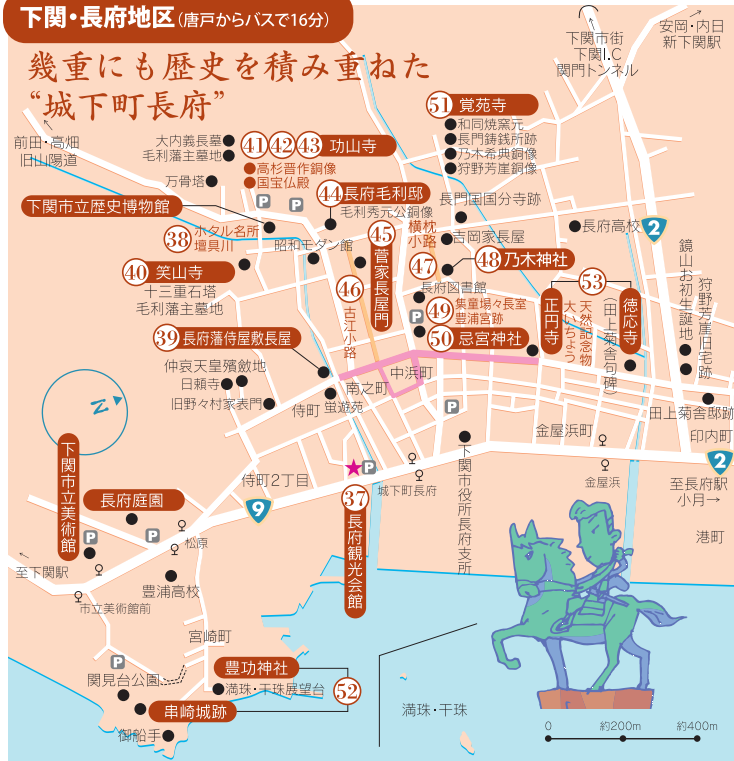 下関・長府地区(唐戸からバスで16分)
幾重にも歴史を積み重ねた
“城下町長府”
下関市街
下関I.C
関門トンネル
安岡・内日
新下関駅
前田・高畑
旧山陽道
大内義長墓
毛利藩主墓地
41 42 43 功山寺
高杉晋作銅像
国宝仏殿
51 覚苑寺
和同焼窯元
長門鋳銭所跡
乃木希典銅像
狩野芳崖銅像
万骨塔
P
P
44 長府毛利邸
毛利秀元公銅像
長門国国分寺跡
下関市立歴史博物館
長府高校
2
38 ホタル名所
壇具川
昭和モダン館
45 菅家長屋門
P
横枕
小路
47
吉岡家長屋
48 乃木神社
40 笑山寺
十三重石塔
毛利藩主墓地
46 古江小路
長府図書館
49 集童場々長室
豊浦宮跡
P
50 忌宮神社
53
正円寺
天然記念物
大いちょう
徳応寺
(田上菊舎句碑)
鏡山お初生誕地
狩野芳崖旧宅跡
39 長府藩侍屋敷長屋
仲哀天皇殯斂地
日頼寺
旧野々村家表門
中浜町
南之町
侍町
蛍遊苑
P
田上菊舎邸跡
印内町
金屋浜町
2
金屋浜
至長府駅
小月→
N
下関市立美術館
侍町2丁目
P
城下町長府
下関市役所長府支所
長府庭園
9
37 長府観光会館
港町
P
P
松原
至下関駅
豊浦高校
市立美術館前
宮崎町
P
関見台公園
豊功神社
満珠・干珠展望台
52
串崎城跡
御船手
満珠・干珠
0 約200m 約400m